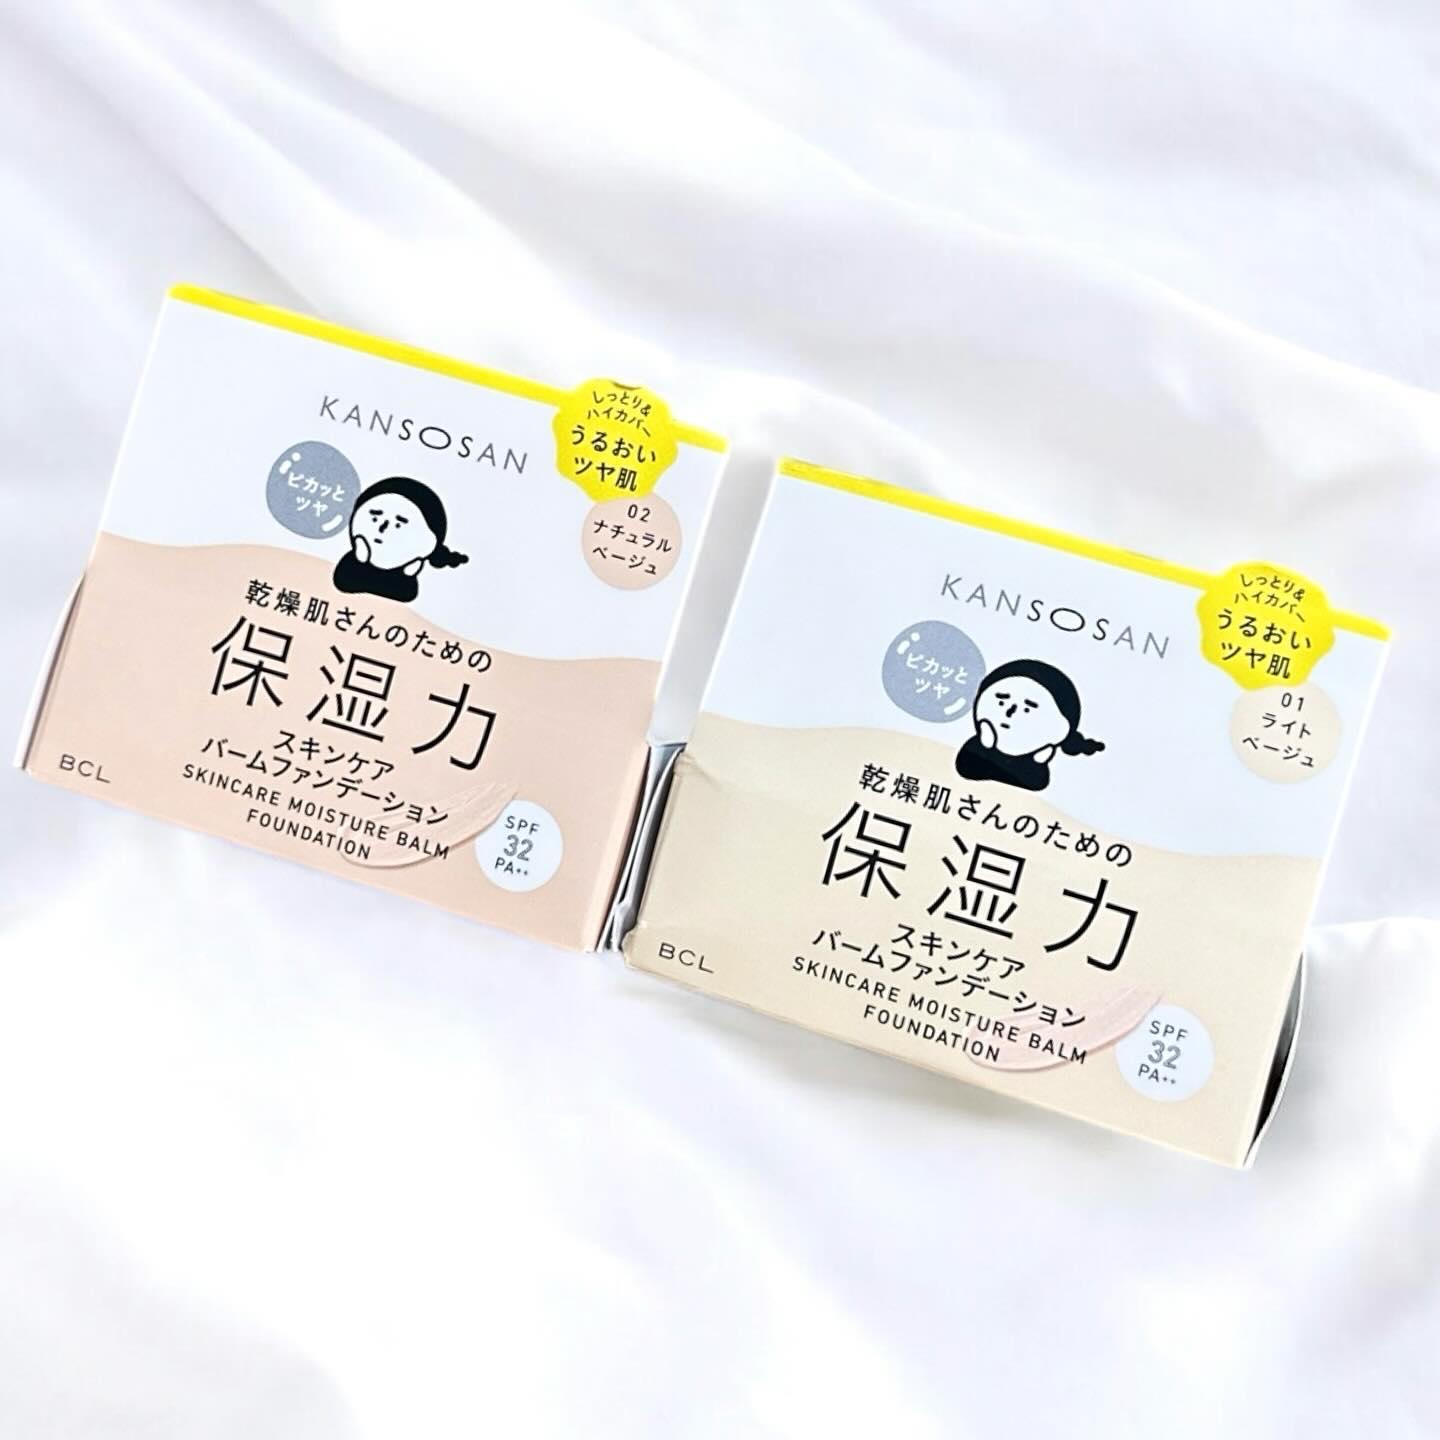 KANSOSAN
しっとり&
ハイカバー
うるおい
ツヤ肌
ピカッと
ツヤ
02
ナチュラル
ベージュ
乾燥肌さんのための
保湿力
スキンケア
バームファンデーション
SKINCARE MOISTURE BALM
FOUNDATION
BCL
SPF
32
PA++
KANSOSAN
しっとり&
ハイカバー
うるおい
ツヤ肌
ピカッと
ツヤ
01
ライト
ベージュ
乾燥肌さんのための
保湿力
スキンケア
バームファンデーション
SKINCARE MOISTURE BALM
FOUNDATION
BCL
SPF
32
PA++